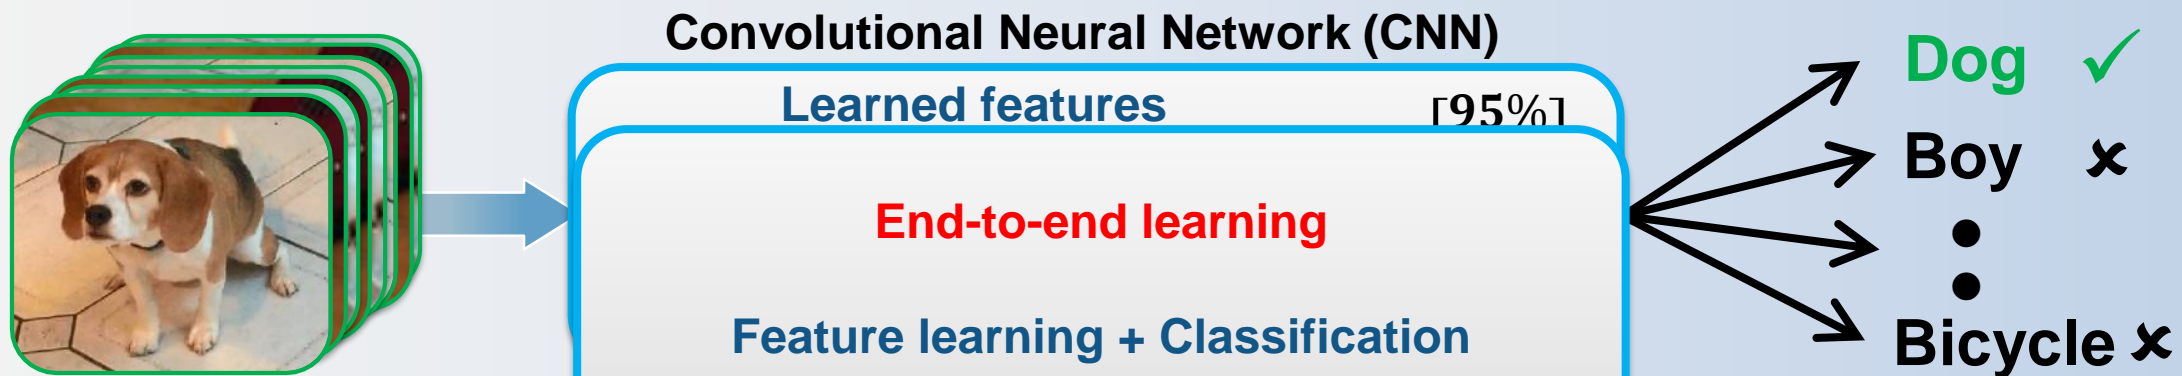 Convolutional Neural Network (CNN)
Learned features
[95%]
End-to-end learning
Feature learning + Classification
Dog ✓
Boy ✘
Bicycle ✘